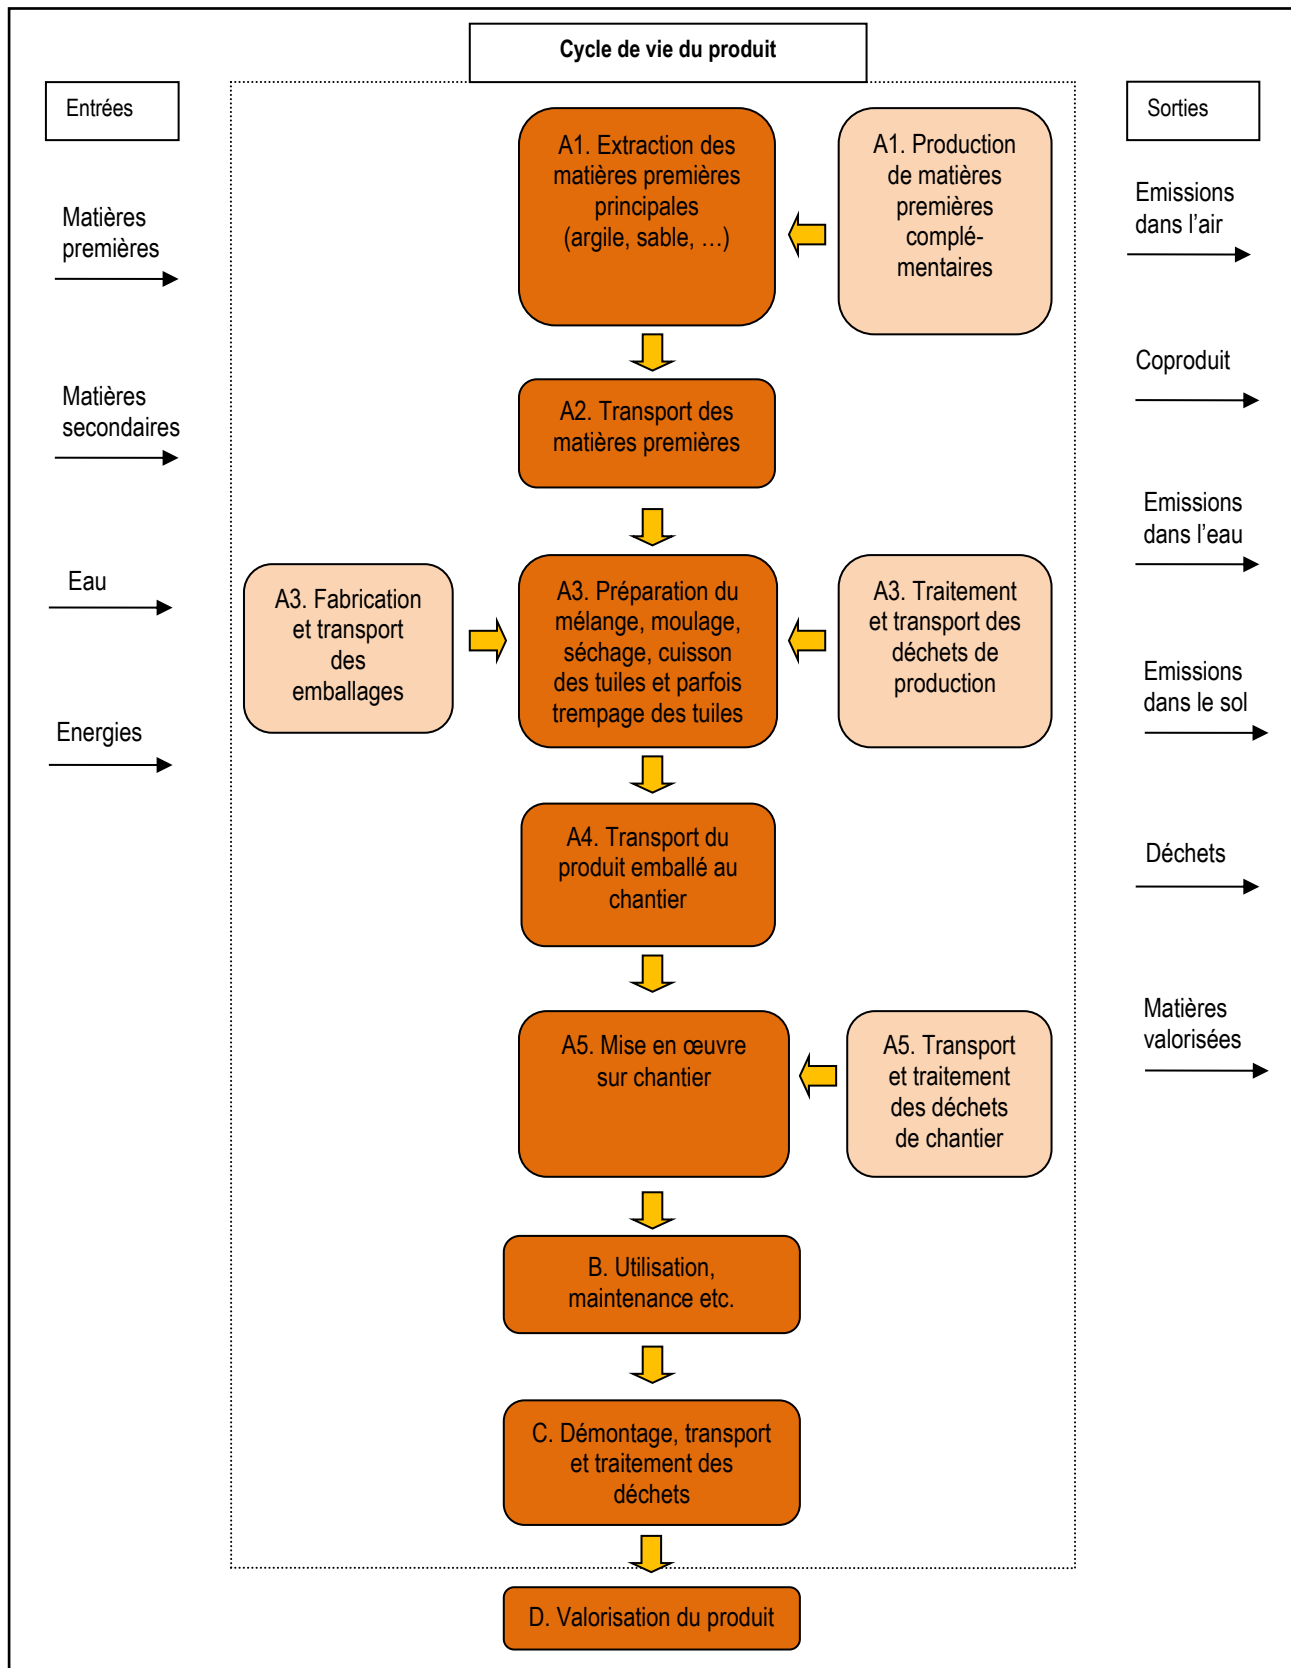 Cycle de vie du produit
Entrées
Matières
premières
Matières
secondaires
Eau
Energies
A1. Extraction des
matières premières
principales
(argile, sable, …)
A1. Production
de matières
premières
complé-
mentaires
A2. Transport des
matières premières
A3. Fabrication
et transport
des
emballages
A3. Préparation du
mélange, moulage,
séchage, cuisson
des tuiles et parfois
trempage des tuiles
A3. Traitement
et transport des
déchets de
production
A4. Transport du
produit emballé au
chantier
A5. Mise en œuvre
sur chantier
A5. Transport
et traitement
des déchets
de chantier
B. Utilisation,
maintenance etc.
C. Démontage, transport
et traitement des
déchets
D. Valorisation du produit
Sorties
Emissions
dans l’air
Coproduit
Emissions
dans l’eau
Emissions
dans le sol
Déchets
Matières
valorisées